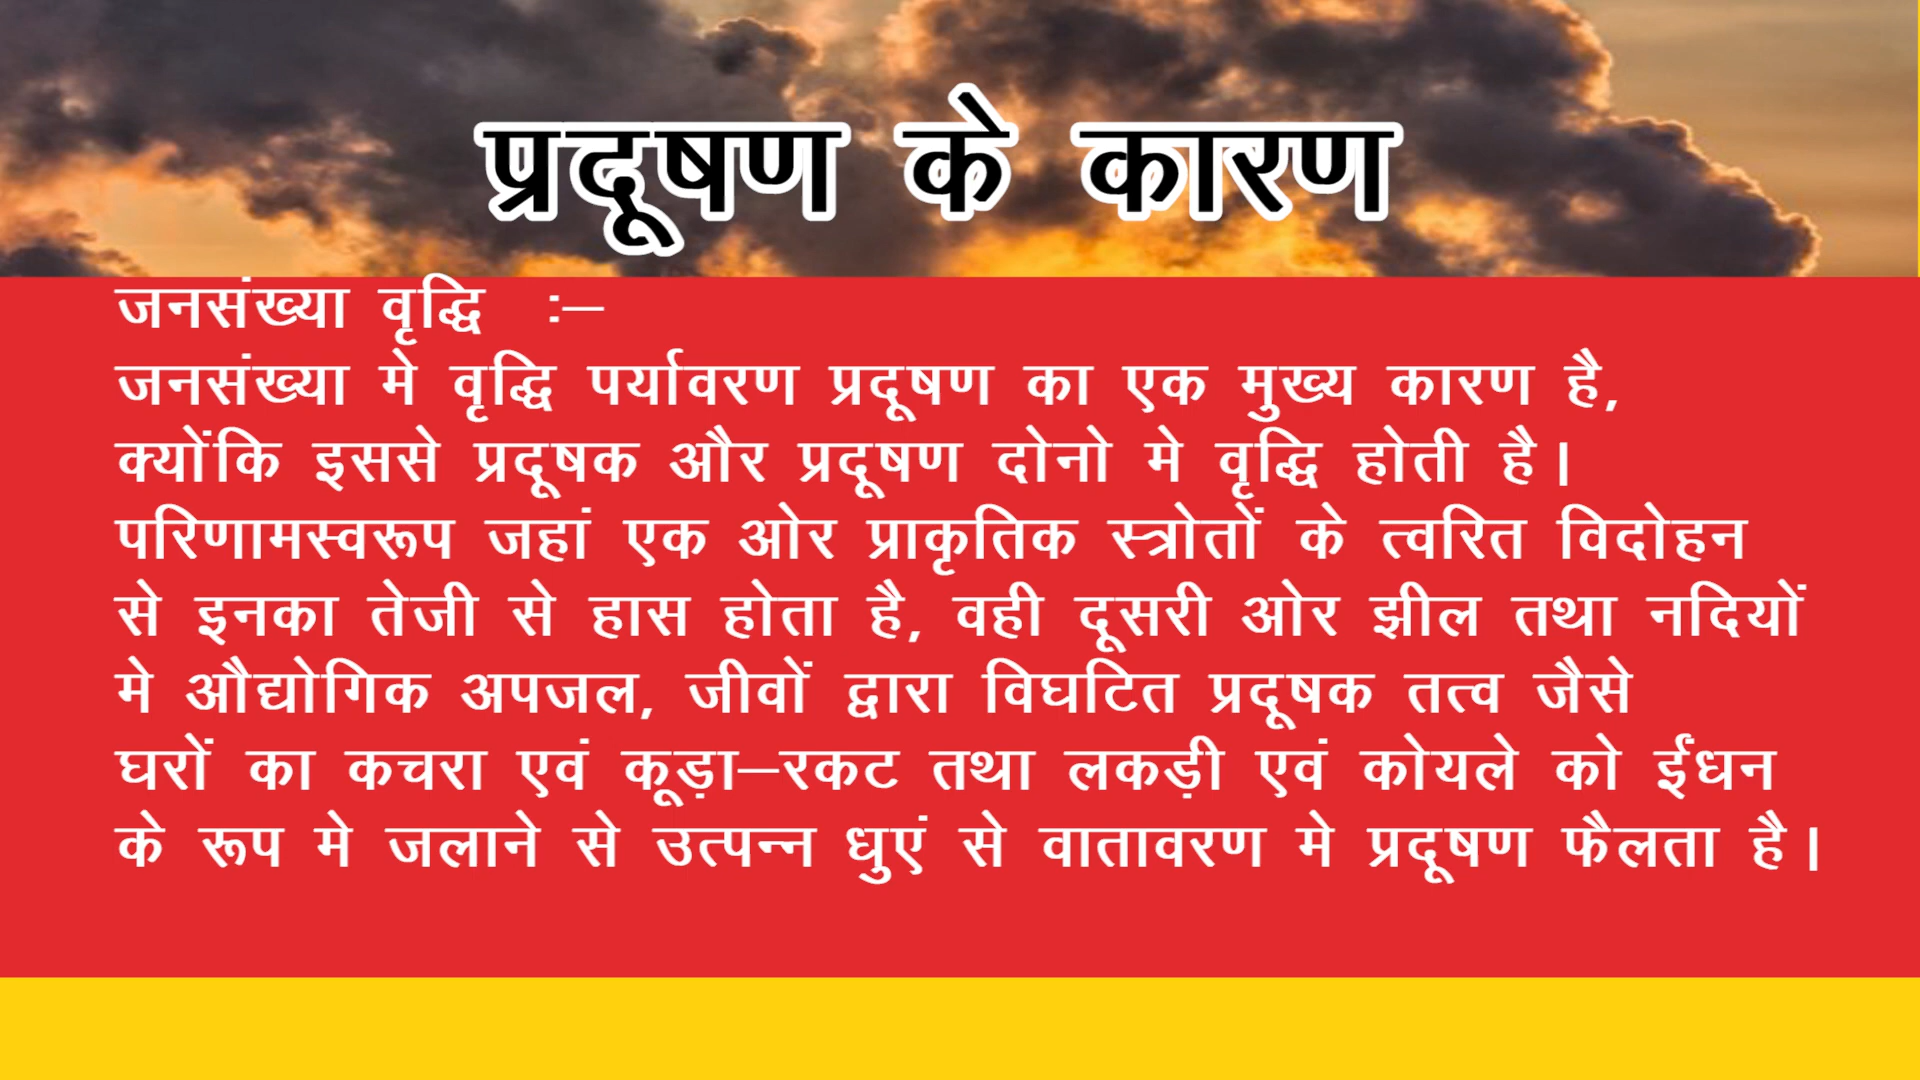 प्रदूषण के कारण
जनसंख्या वृद्धि :–
जनसंख्या मे वृद्धि पर्यावरण प्रदूषण का एक मुख्य कारण है,
क्योंकि इससे प्रदूषक और प्रदूषण दोनो मे वृद्धि होती है।
परिणामस्वरूप जहां एक ओर प्राकृतिक स्त्रोतों के त्वरित विदोहन
से इनका तेजी से हास होता है, वही दूसरी ओर झील तथा नदियों
मे औद्योगिक अपजल, जीवों द्वारा विघटित प्रदूषक तत्व जैसे
घरों का कचरा एवं कूड़ा–रकट तथा लकड़ी एवं कोयले को ईंधन
के रूप मे जलाने से उत्पन्न धुएं से वातावरण मे प्रदूषण फैलता है।